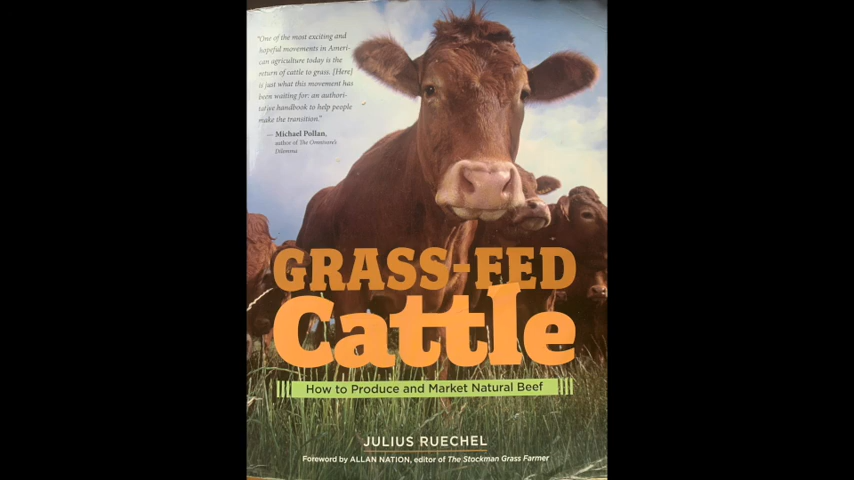 "One of the most exciting and
hopeful movements in Ameri-
can agriculture today is the
return of cattle to grass. [Here]
is just what this movement has
been waiting for: an authori-
tative handbook to help people
make the transition."
— Michael Pollan,
author of The Omnivore's
Dilemma
GRASS-FED
Cattle
How to Produce and Market Natural Beef
JULIUS RUECHEL
Foreword by ALLAN NATION, editor of The Stockman Grass Farmer